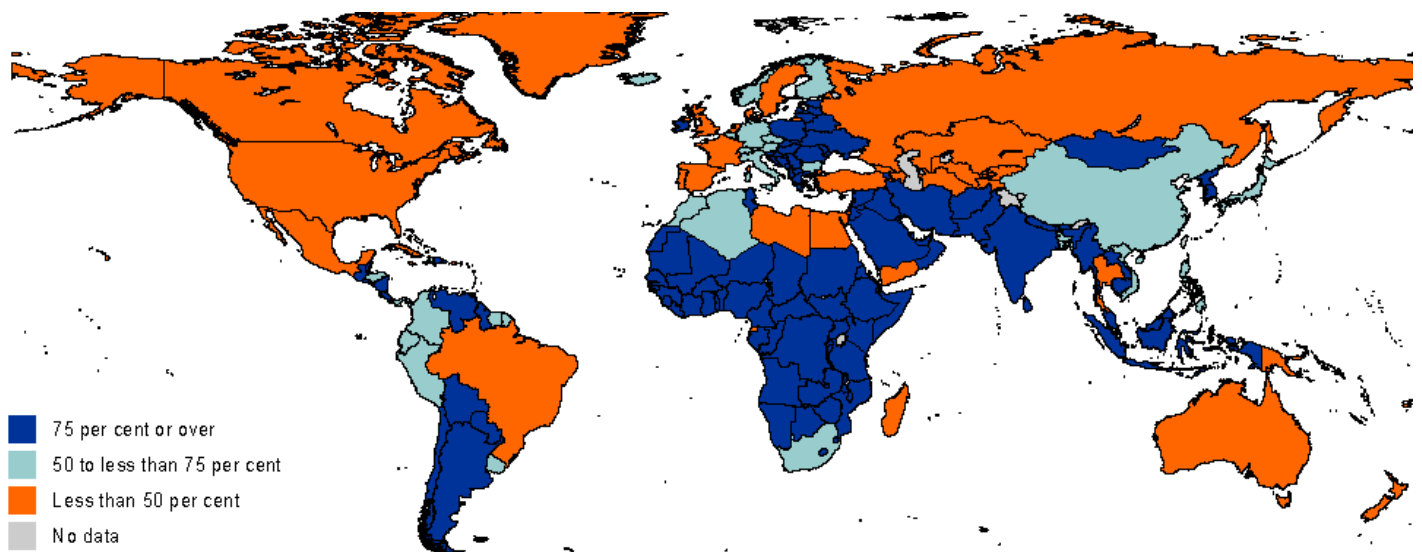 75 per cent or over
50 to less than 75 per cent
Less than 50 per cent
No data